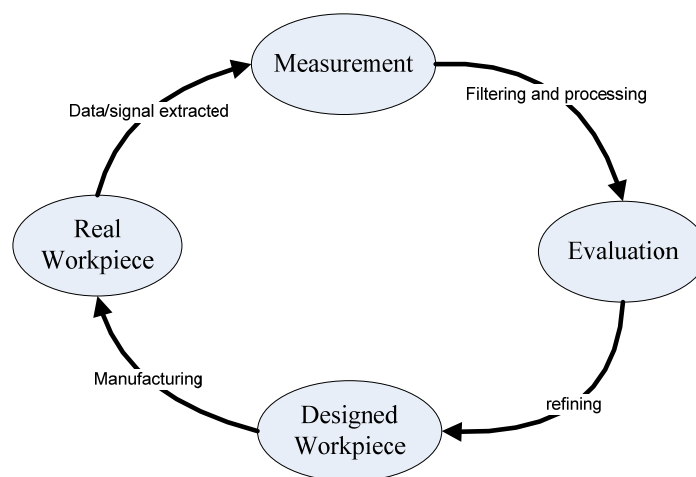 Measurement
Filtering and processing
Data/signal extracted
Real
Workpiece
Evaluation
Manufacturing
refining
Designed
Workpiece